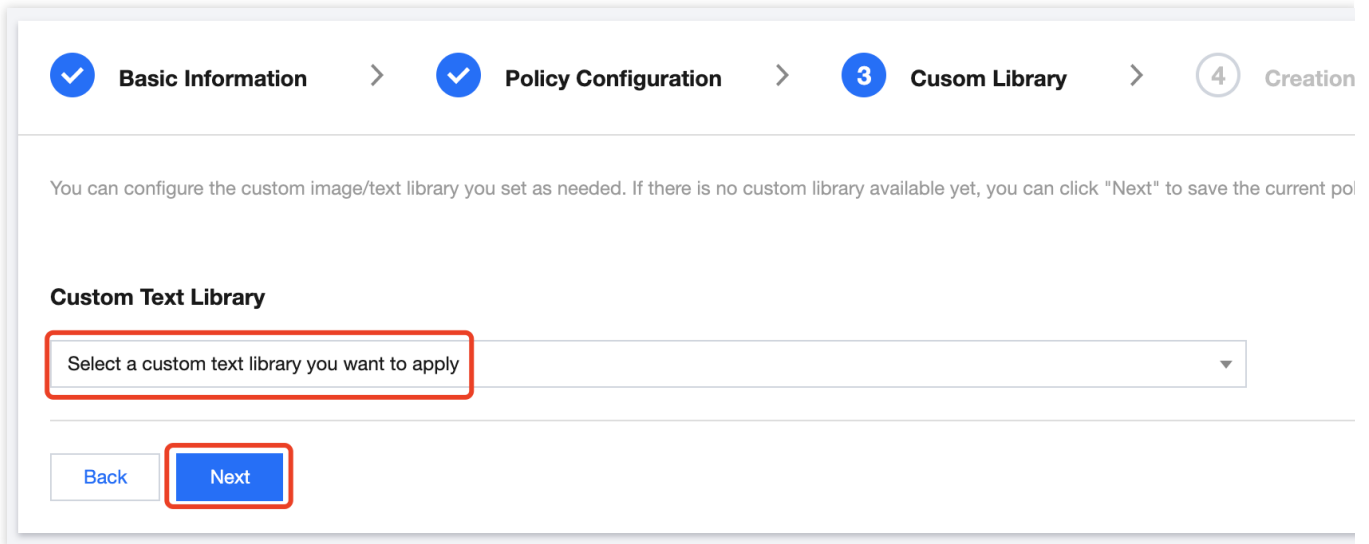 Basic Information > Policy Configuration > 3 Cusom Library > 4 Creation
You can configure the custom image/text library you set as needed. If there is no custom library available yet, you can click "Next" to save the current pol
Custom Text Library
Select a custom text library you want to apply
Back Next